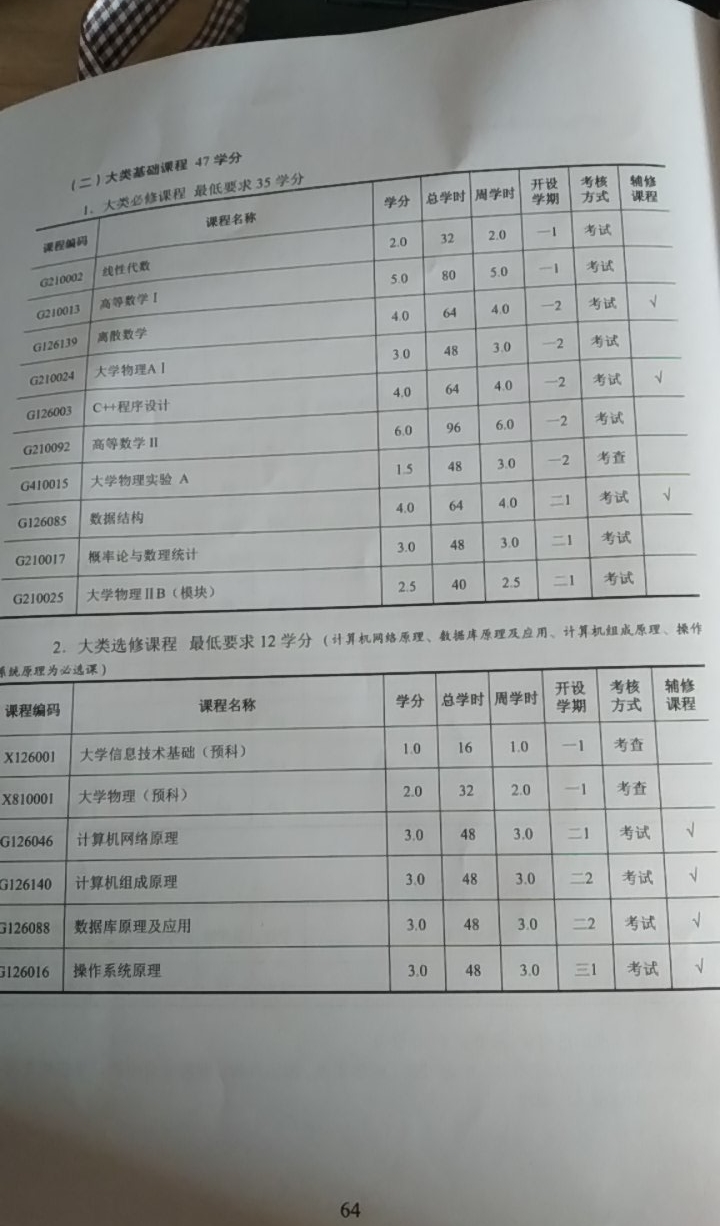 （二）大类基础课程 47 学分
1．大类必修课程 最低要求 35 学分
课程编码 课程名称 学分 总学时 周学时 开设学期 考核方式 辅修课程
G210002 线性代数 2.0 32 2.0 一1 考试
G210013 高等数学 I 5.0 80 5.0 一1 考试
G126139 离散数学 4.0 64 4.0 一2 考试 √
G210024 大学物理A I 3.0 48 3.0 一2 考试
G126003 C++程序设计 4.0 64 4.0 一2 考试 √
G210092 高等数学 II 6.0 96 6.0 一2 考试
G410015 大学物理实验 A 1.5 48 3.0 一2 考查
G126085 数据结构 4.0 64 4.0 二1 考试 √
G210017 概率论与数理统计 3.0 48 3.0 二1 考试
G210025 大学物理ⅡB（模块） 2.5 40 2.5 二1 考试
2．大类选修课程 最低要求 12 学分（计算机网络原理、数据库原理及应用、计算机组成原理、操作
系统原理为必选课）
课程编码 课程名称 学分 总学时 周学时 开设学期 考核方式 辅修课程
X126001 大学信息技术基础（预科） 1.0 16 1.0 一1 考查
X810001 大学物理（预科） 2.0 32 2.0 一1 考查
G126046 计算机网络原理 3.0 48 3.0 二1 考试 √
G126140 计算机组成原理 3.0 48 3.0 二2 考试 √
G126088 数据库原理及应用 3.0 48 3.0 二2 考试 √
G126016 操作系统原理 3.0 48 3.0 三1 考试 √
64